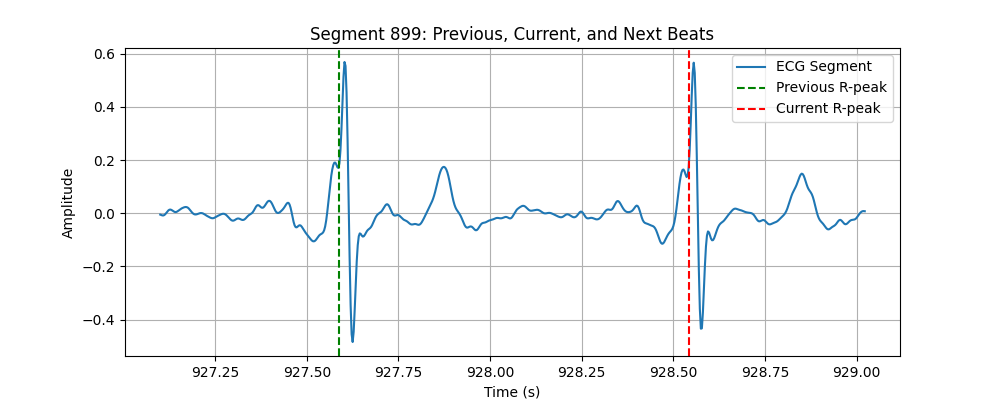 Segment 899: Previous, Current, and Next Beats
ECG Segment
Previous R-peak
Current R-peak
Amplitude
0.6
0.4
0.2
0.0
−0.2
−0.4
927.25 927.50 927.75 928.00 928.25 928.50 928.75 929.00
Time (s)